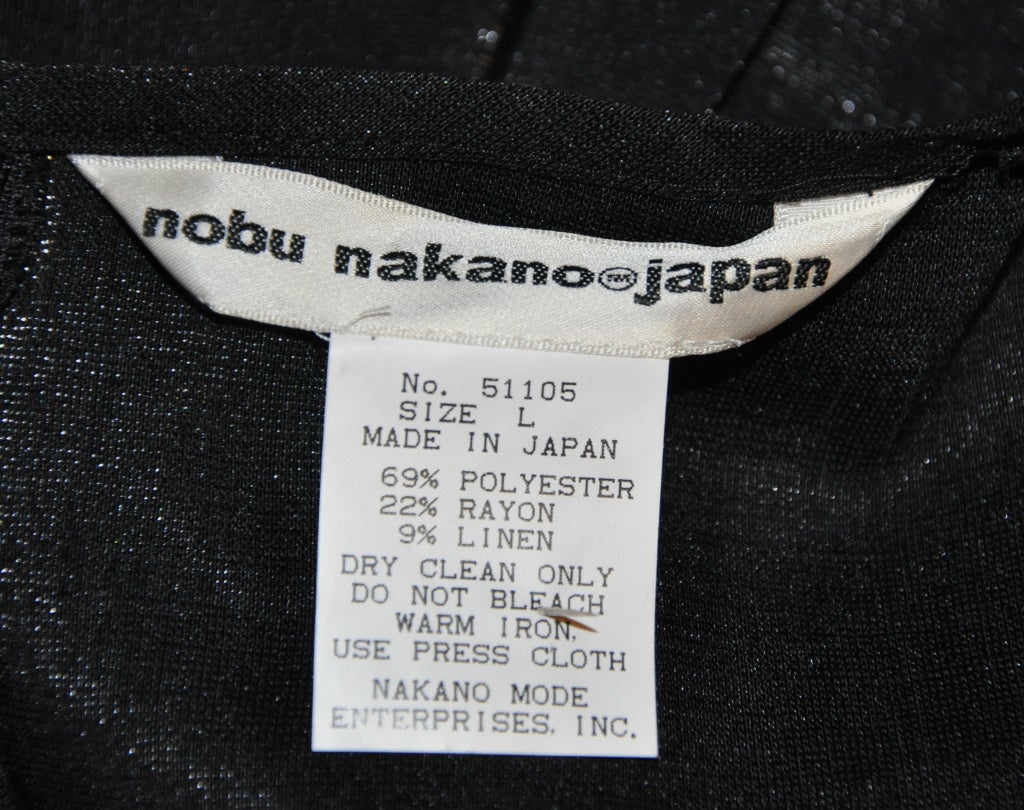 nobu nakano japan
No. 51105
SIZE L
MADE IN JAPAN
69% POLYESTER
22% RAYON
9% LINEN
DRY CLEAN ONLY
DO NOT BLEACH
WARM IRON,
USE PRESS CLOTH
NAKANO MODE
ENTERPRISES, INC.